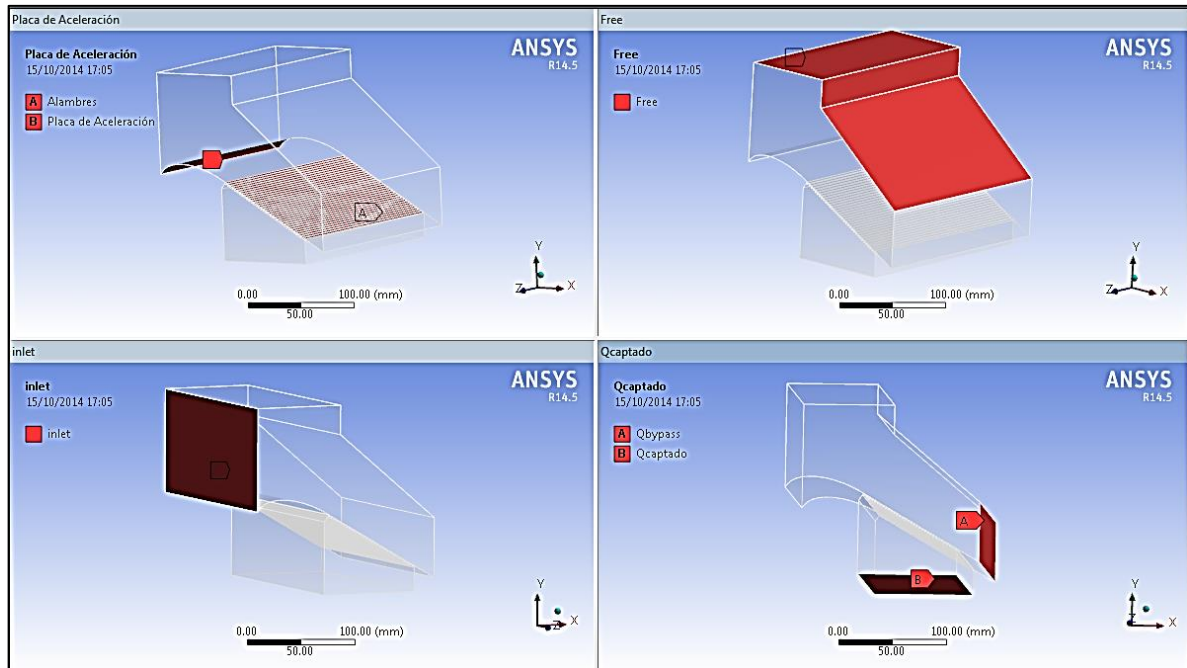 Placa de Aceleración
Placa de Aceleración
15/10/2014 17:05
A Alambres
B Placa de Aceleración
ANSYS
R14.5
A
Y
Z X
0.00 100.00 (mm)
50.00
Free
Free
15/10/2014 17:05
Free
ANSYS
R14.5
Y
Z X
0.00 100.00 (mm)
50.00
inlet
inlet
15/10/2014 17:05
inlet
ANSYS
R14.5
Y
Z X
0.00 100.00 (mm)
50.00
Qcaptado
Qcaptado
15/10/2014 17:05
A Qbypass
B Qcaptado
ANSYS
R14.5
A
B
Y
Z X
0.00 100.00 (mm)
50.00